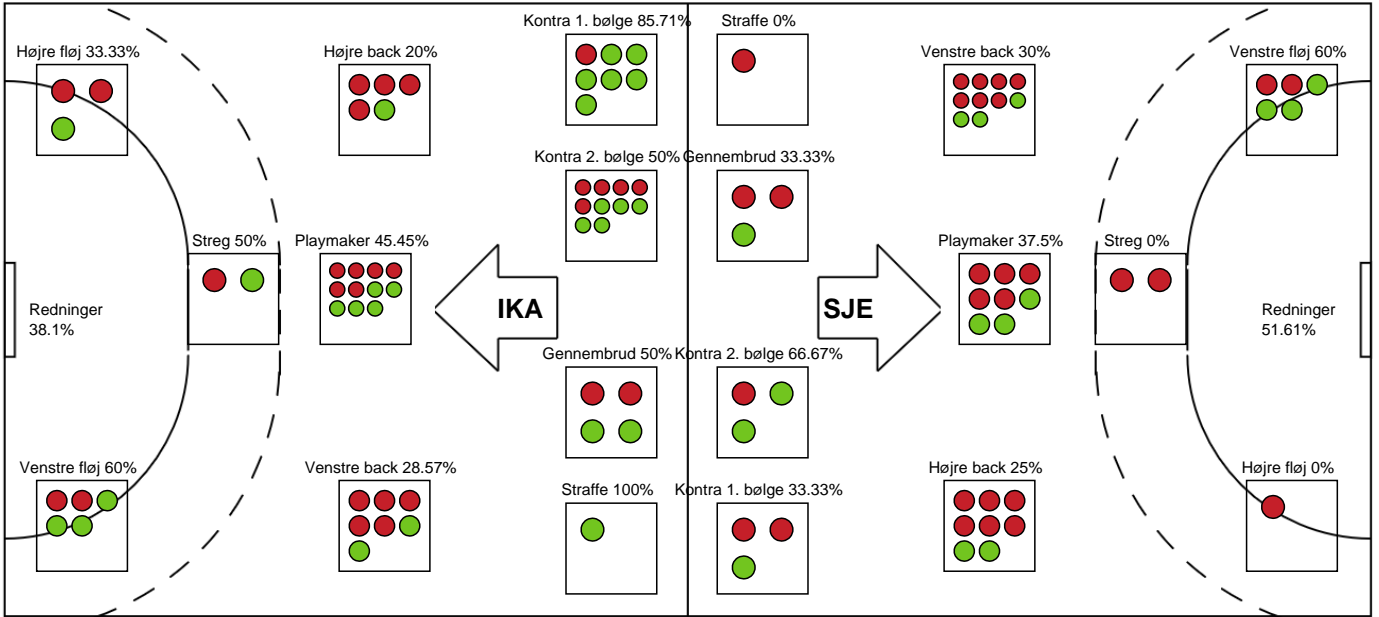 Kontra 1. bølge 85.71%
Straffe 0%
Højre fløj 33.33%
Højre back 20%
Venstre back 30%
Venstre fløj 60%
Kontra 2. bølge 50%
Gennembrud 33.33%
Streg 50%
Playmaker 45.45%
Playmaker 37.5%
Streg 0%
Redninger
38.1%
IKA
SJE
Redninger
51.61%
Gennembrud 50%
Kontra 2. bølge 66.67%
Venstre fløj 60%
Venstre back 28.57%
Højre back 25%
Højre fløj 0%
Straffe 100%
Kontra 1. bølge 33.33%